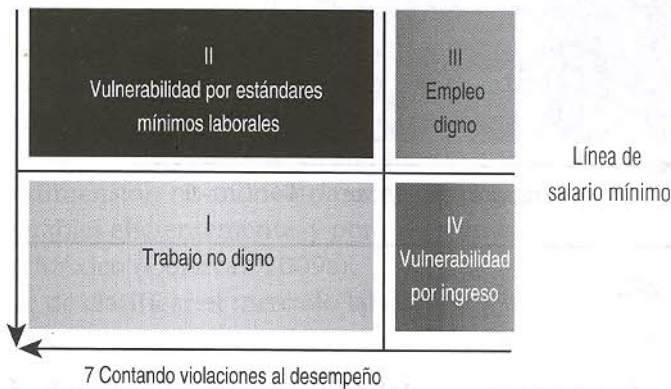 II
Vulnerabilidad por estándares
mínimos laborales
III
Empleo
digno
Línea de
salario mínimo
I
Trabajo no digno
IV
Vulnerabilidad
por ingreso
7 Contando violaciones al desempeño